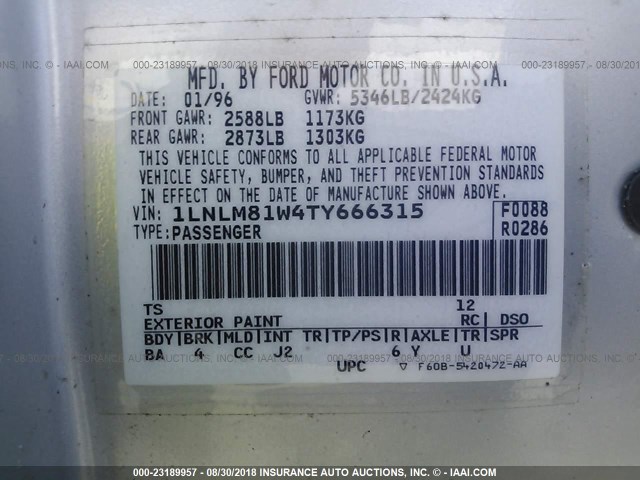 000-23189957 - 08/30/2018 INSURANCE AUTO AUCTIONS INC. - © - IAAI.COM
MFD. BY FORD MOTOR CO. IN U.S.A.
DATE: 01/96 GVWR: 5346LB/2424KG
FRONT GAWR: 2588LB 1173KG
REAR GAWR: 2873LB 1303KG
THIS VEHICLE CONFORMS TO ALL APPLICABLE FEDERAL MOTOR
VEHICLE SAFETY, BUMPER, AND THEFT PREVENTION STANDARDS
IN EFFECT ON THE DATE OF MANUFACTURE SHOWN ABOVE.
VIN: 1LNLM81W4TY666315 F0088
TYPE: PASSENGER R0286
TS 12
EXTERIOR PAINT RC| DSO
BDY|BRK|MLD|INT TR|TP/PS|R|AXLE|TR|SPR
BA 4 CC J2 6 Y U
UPC ▽ F60B-5420472-AA
000-23189957 - 08/30/2018 INSURANCE AUTO AUCTIONS INC. - © - IAAI.COM